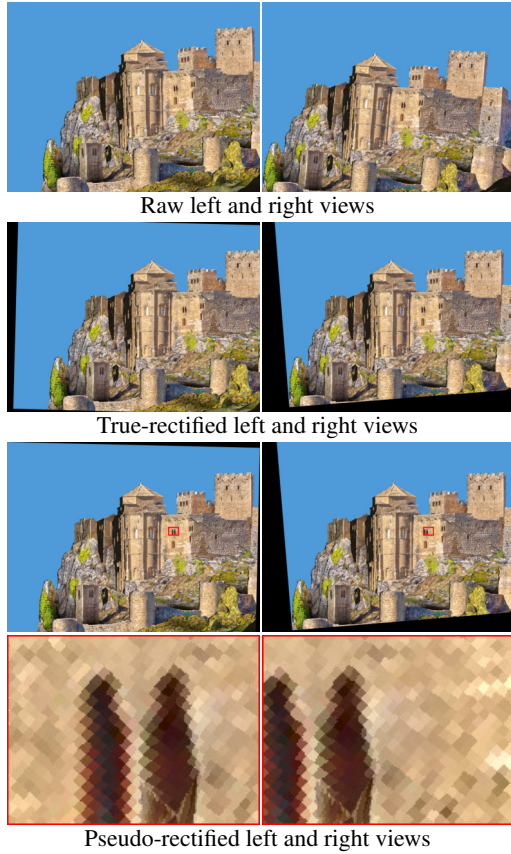 Raw left and right views
True-rectified left and right views
Pseudo-rectified left and right views